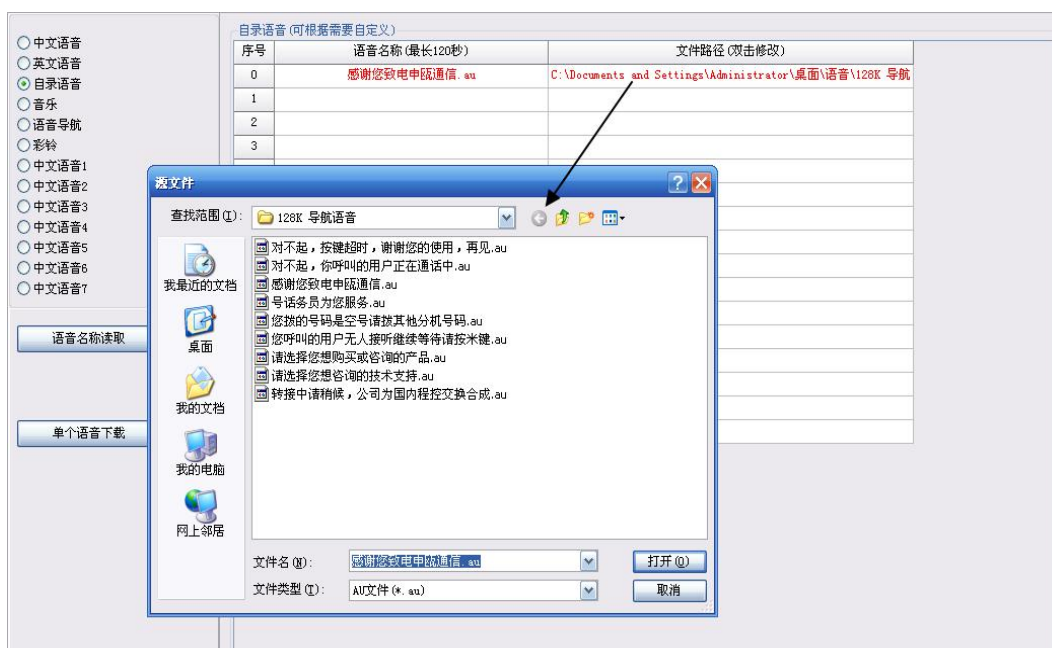 中文语音
英文语音
目录语音
音乐
语音导航
彩铃
中文语音1
中文语音2
中文语音3
中文语音4
中文语音5
中文语音6
中文语音7
语音名称读取
单个语音下载
目录语音(可根据需要自定义)
序号 语音名称(最长120秒) 文件路径(双击修改)
0 感谢您致电申瓯通信.au C:\Documents and Settings\Administrator\桌面\语音\128K 导航
1
2
3
源文件
查找范围(I): 128K 导航语音
我最近的文档
桌面
我的文档
我的电脑
网上邻居
对不起，按键超时，谢谢您的使用，再见.au
对不起，你呼叫的用户正在通话中.au
感谢您致电申瓯通信.au
号话务员为您服务.au
您拨的号码是空号请拨其他分机号码.au
您呼叫的用户无人接听继续等待请按米键.au
请选择您想购买或咨询的产品.au
请选择您想咨询的技术支持.au
转接中请稍候，公司为国内程控交换合成.au
文件名(N): 感谢您致电申瓯通信.au 打开(O)
文件类型(T): AU文件(*.au) 取消